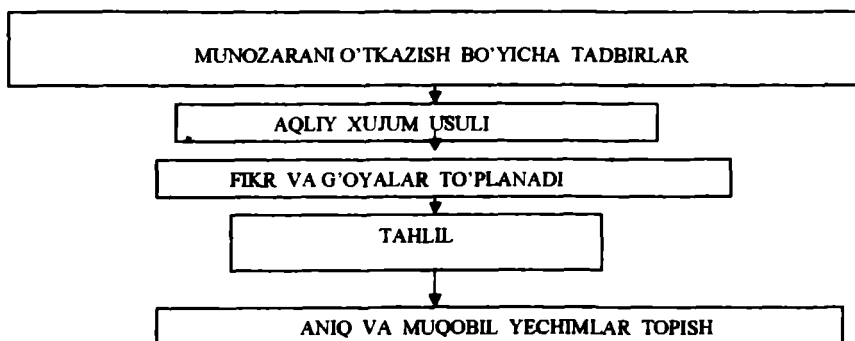 MUNOZARANI O'TKAZISH BO'YICHA TADBIRLAR
AQLIY XUJUM USULI
FIKR VA G'OYALAR TO'PLANADI
TAHLIL
ANIQ VA MUQOBIL YECHIMLAR TOPISH